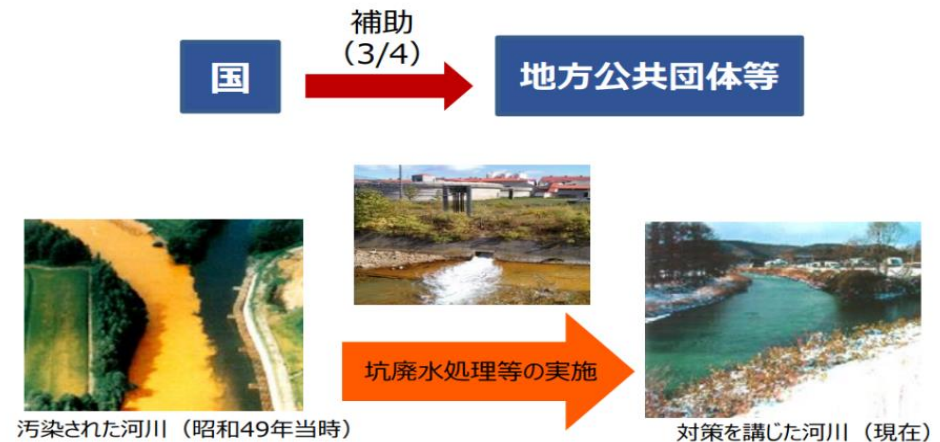 補助
（3/4）
国
地方公共団体等
坑廃水処理等の実施
汚染された河川（昭和49年当時）
対策を講じた河川（現在）